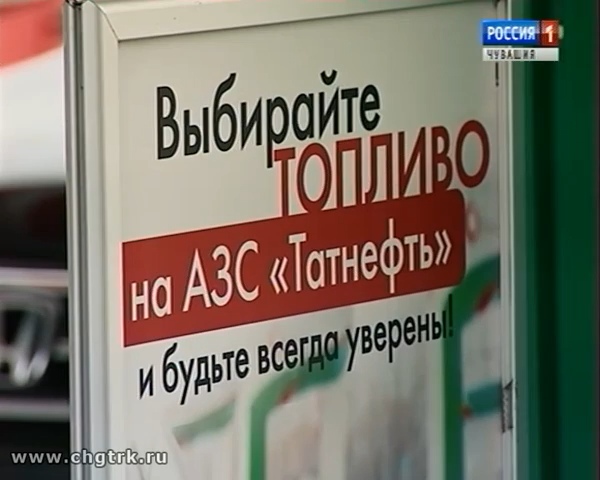 РОССИЯ 1
ЧУВАШИЯ
Выбирайте
ТОПЛИВО
на АЗС «Татнефть»
и будьте всегда уверены!
www.chgtrk.ru